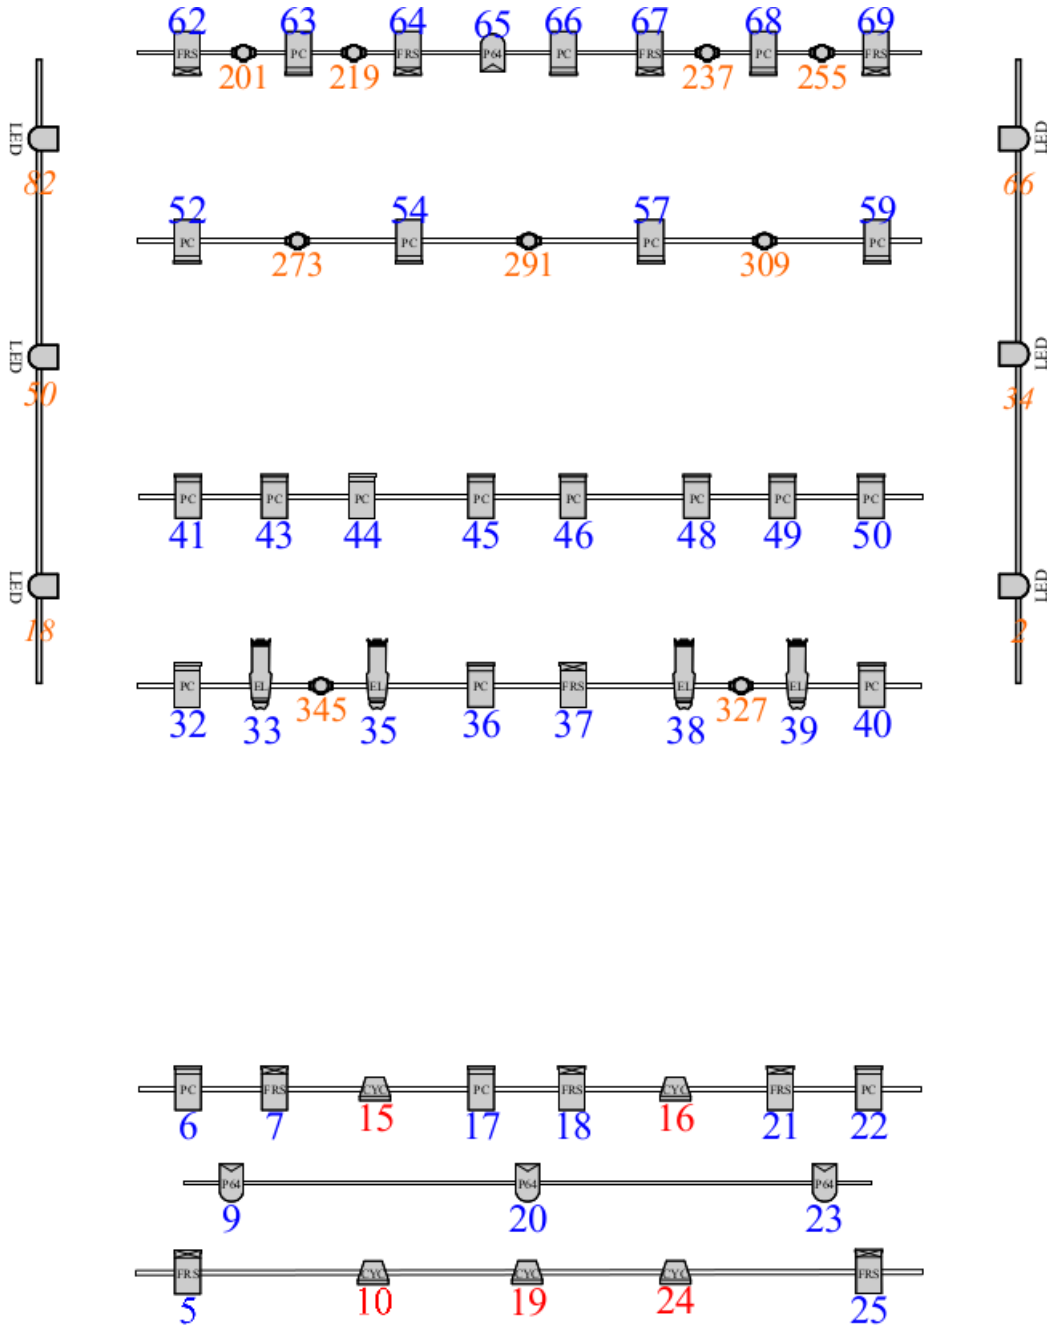 62 63 64 65 66 67 68 69
FRS PC FRS P64 PC FRS PC FRS
201 219 237 255
LED LED
82 66
52 54 57 59
PC PC PC PC
273 291 309
LED LED
50 34
PC PC PC PC PC PC PC PC
41 43 44 45 46 48 49 50
LED LED
18 2
PC EL EL PC FRS EL EL PC
32 33 345 35 36 37 38 327 39 40
PC FRS CYC PC FRS CYC FRS PC
6 7 15 17 18 16 21 22
P64 P64 P64
9 20 23
FRS CYC CYC CYC FRS
5 10 19 24 25